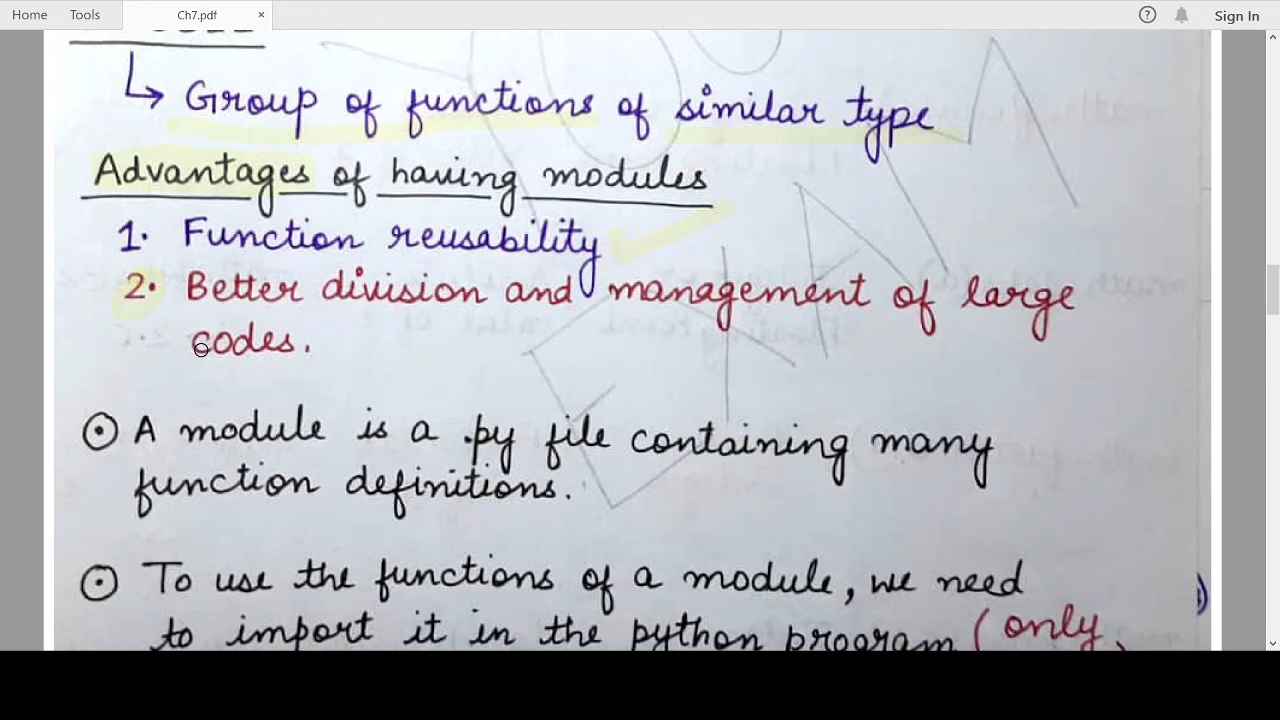 Home Tools Ch7.pdf × ? Sign In
↳ Group of functions of similar type
Advantages of having modules
1. Function reusability
2. Better division and management of large
codes.
⊙ A module is a .py file containing many
function definitions.
⊙ To use the functions of a module, we need
to import it in the python program (only